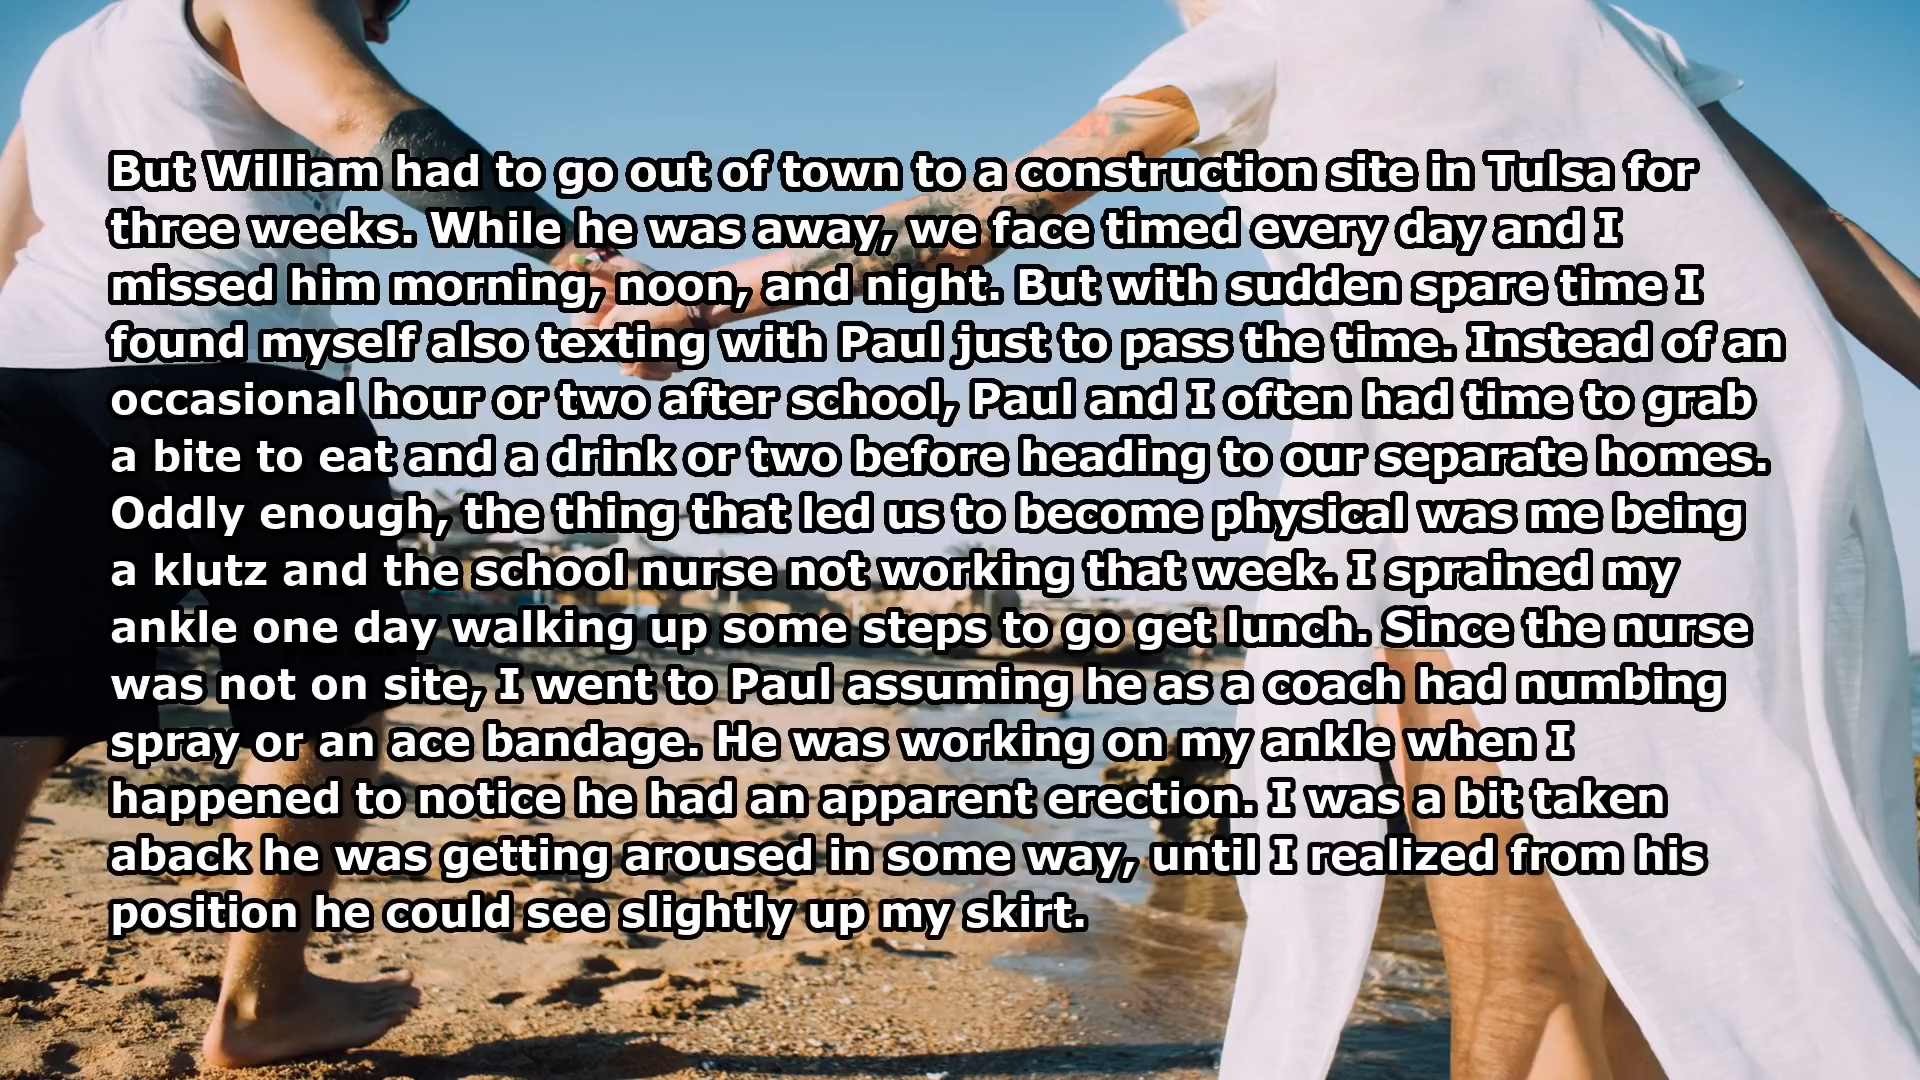 But William had to go out of town to a construction site in Tulsa for
three weeks. While he was away, we face timed every day and I
missed him morning, noon, and night. But with sudden spare time I
found myself also texting with Paul just to pass the time. Instead of an
occasional hour or two after school, Paul and I often had time to grab
a bite to eat and a drink or two before heading to our separate homes.
Oddly enough, the thing that led us to become physical was me being
a klutz and the school nurse not working that week. I sprained my
ankle one day walking up some steps to go get lunch. Since the nurse
was not on site, I went to Paul assuming he as a coach had numbing
spray or an ace bandage. He was working on my ankle when I
happened to notice he had an apparent erection. I was a bit taken
aback he was getting aroused in some way, until I realized from his
position he could see slightly up my skirt.